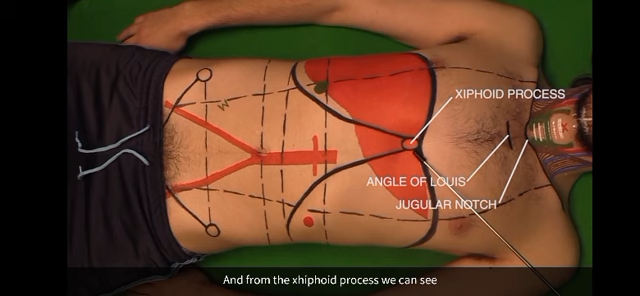 XIPHOID PROCESS
ANGLE OF LOUIS
JUGULAR NOTCH
And from the xhiphoid process we can see